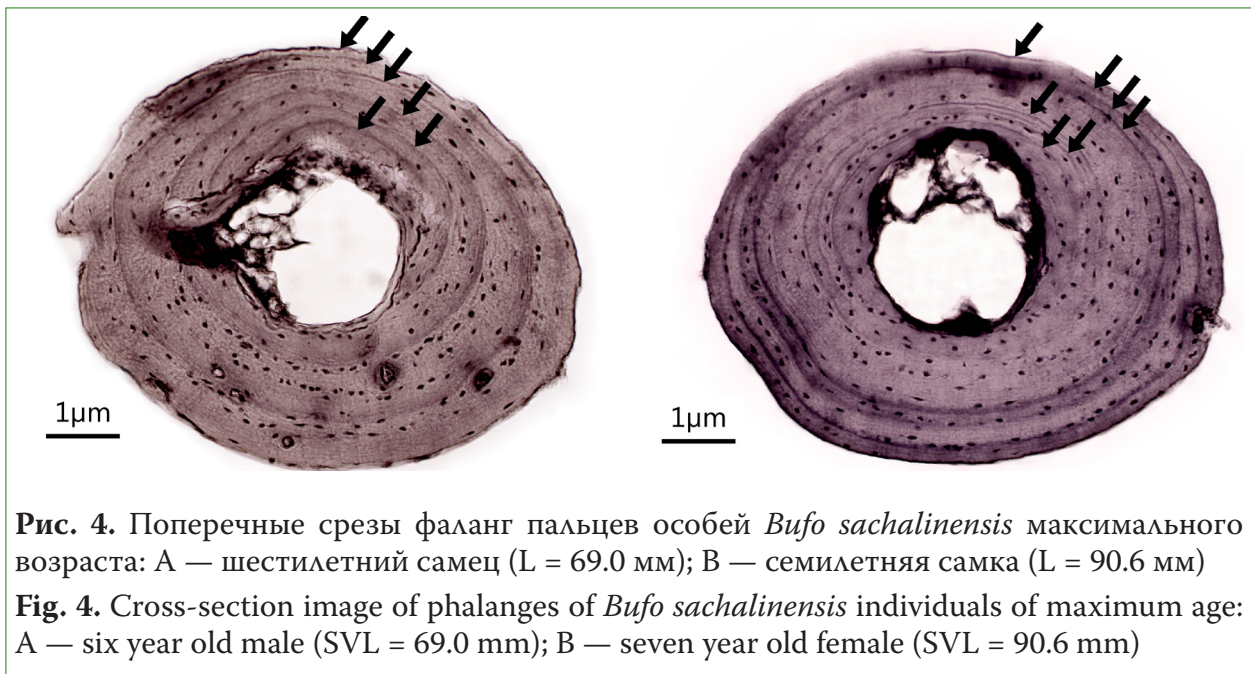 1µm
1µm
Рис. 4. Поперечные срезы фаланг пальцев особей Bufo sachalinensis максимального
возраста: А — шестилетний самец (L = 69.0 мм); В — семилетняя самка (L = 90.6 мм)
Fig. 4. Cross-section image of phalanges of Bufo sachalinensis individuals of maximum age:
A — six year old male (SVL = 69.0 mm); B — seven year old female (SVL = 90.6 mm)